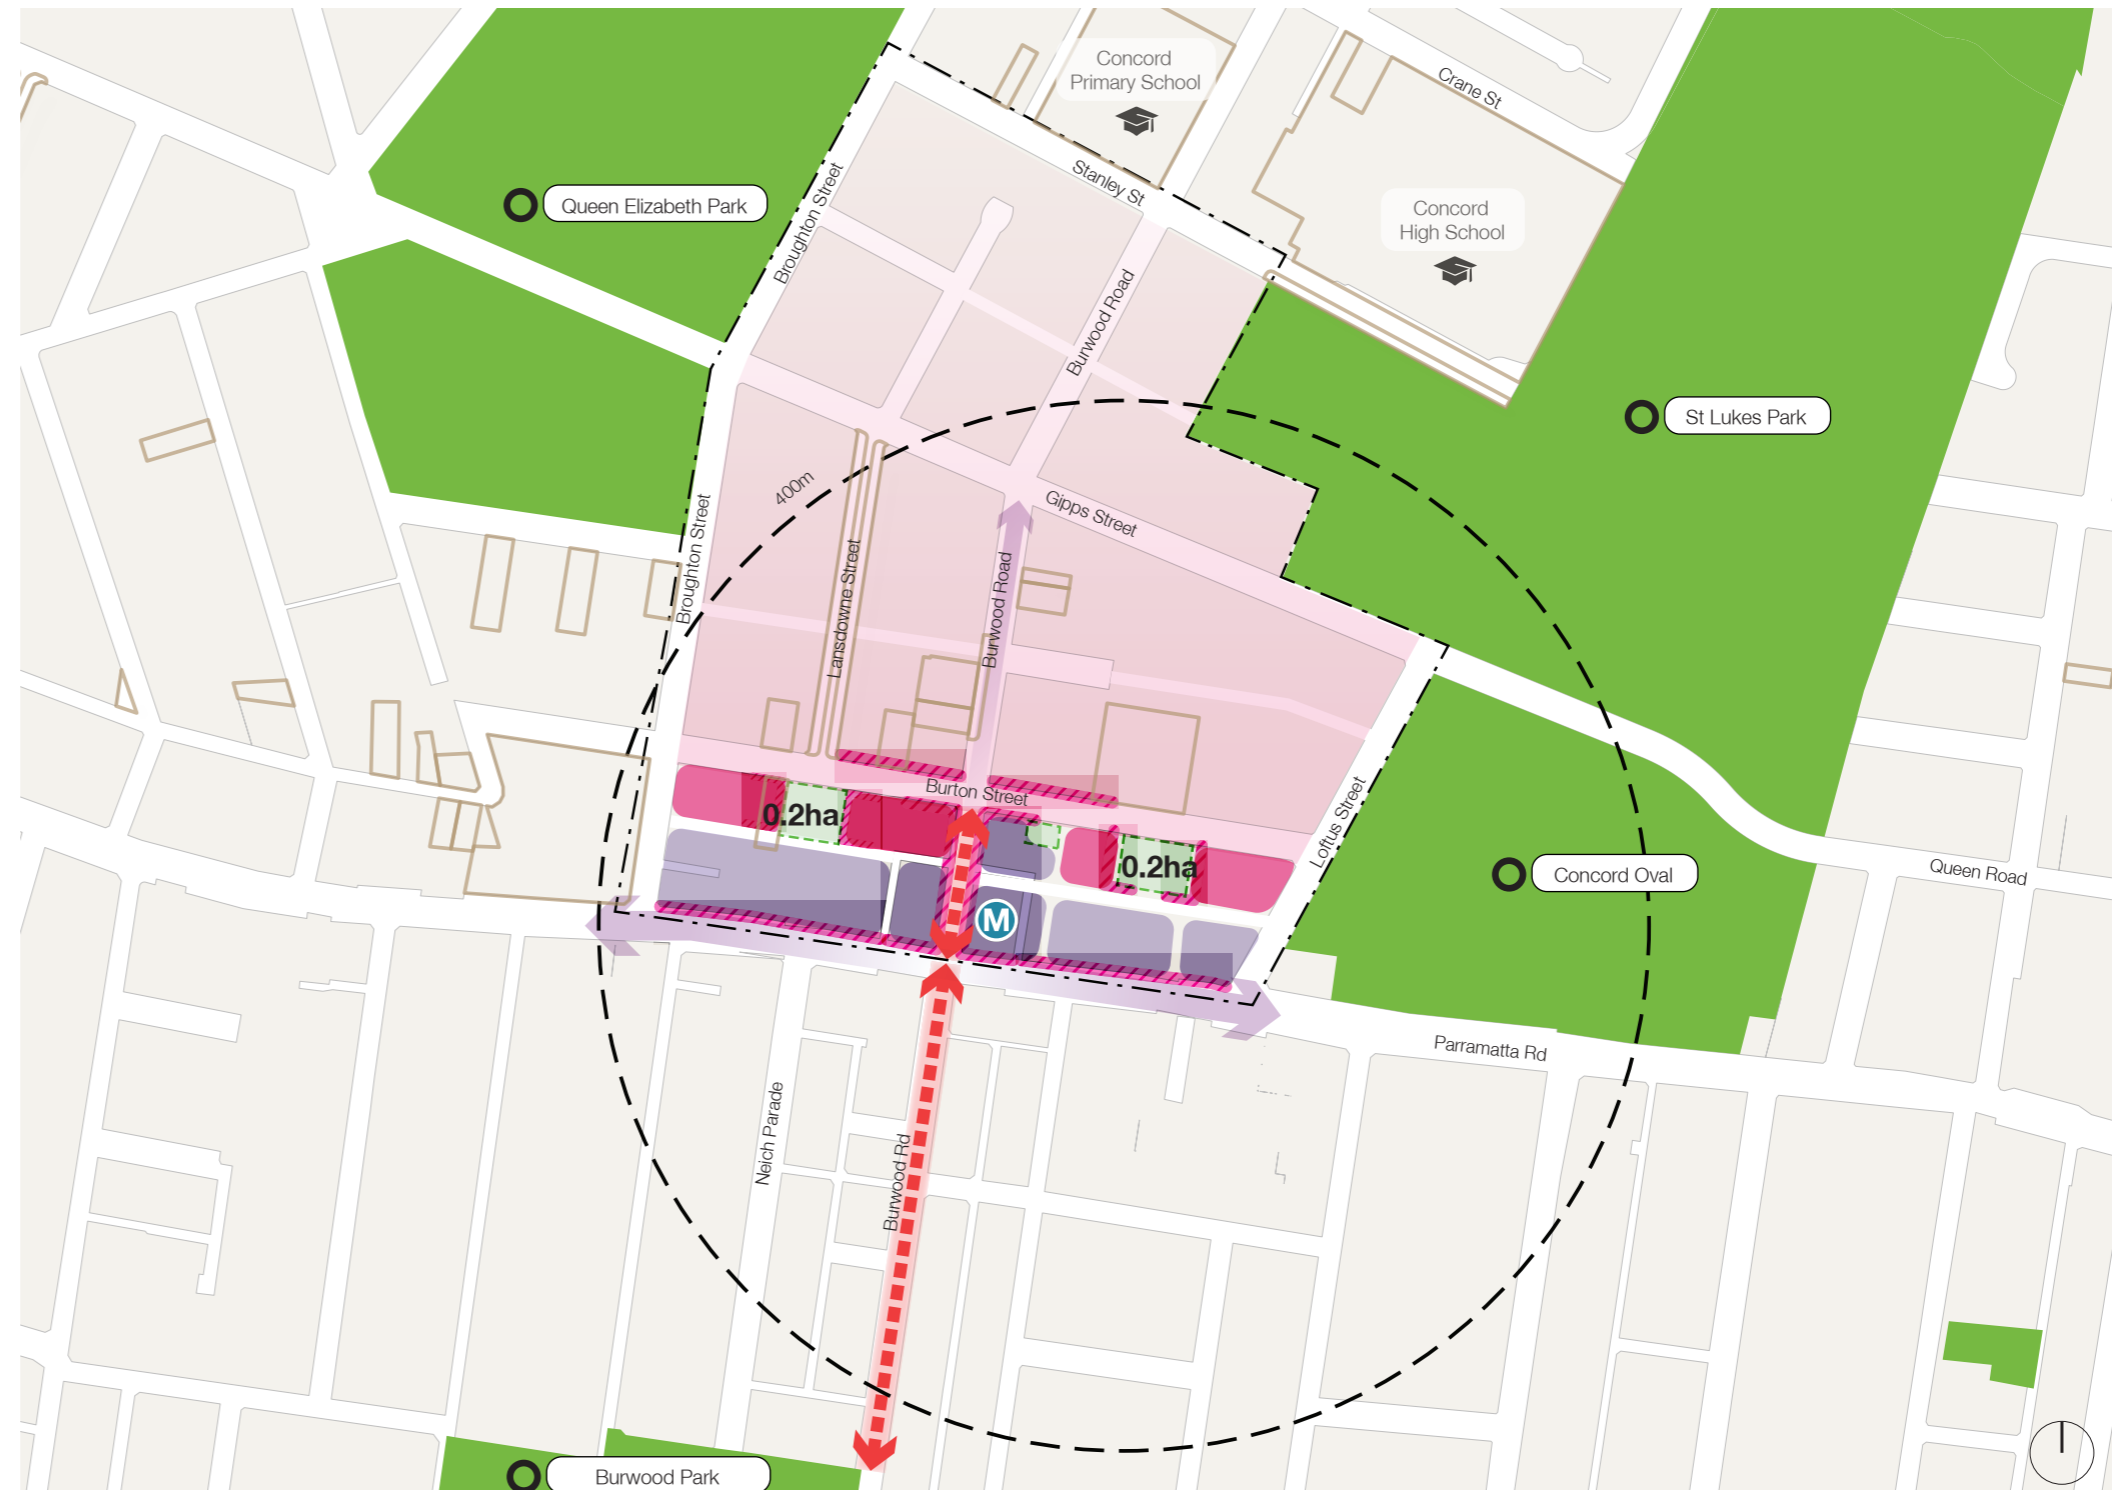 Concord
Primary School
Crane St
Stanley St
Broughton Street
Queen Elizabeth Park
Concord
High School
Burwood Road
St Lukes Park
400m
Gipps Street
Broughton Street
Lansdowne Street
Burwood Road
Burton Street
0.2ha
0.2ha
Loftus Street
Concord Oval
Queen Road
M
Parramatta Rd
Neich Parade
Burwood Rd
Burwood Park